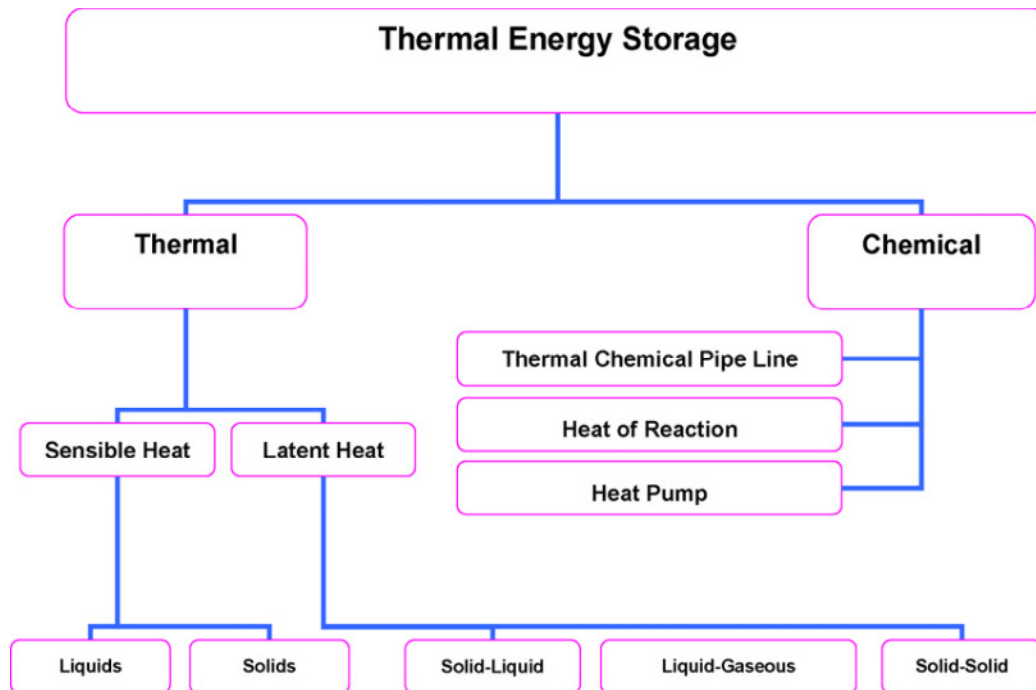 Thermal Energy Storage
Thermal
Chemical
Thermal Chemical Pipe Line
Heat of Reaction
Heat Pump
Sensible Heat
Latent Heat
Liquids
Solids
Solid-Liquid
Liquid-Gaseous
Solid-Solid